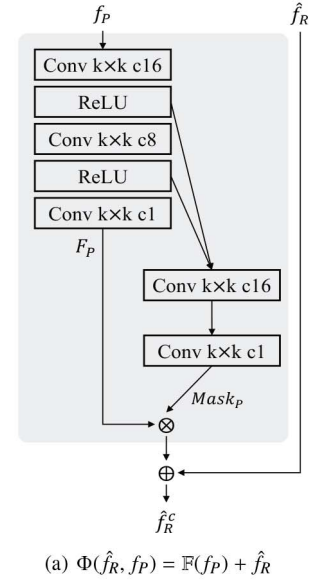 f_P
f̂_R
Conv k×k c16
ReLU
Conv k×k c8
ReLU
Conv k×k c1
F_P
Conv k×k c16
Conv k×k c1
Mask_P
⊗
⊕
f̂_R^c
(a) Φ(f̂_R, f_P) = 𝔽(f_P) + f̂_R